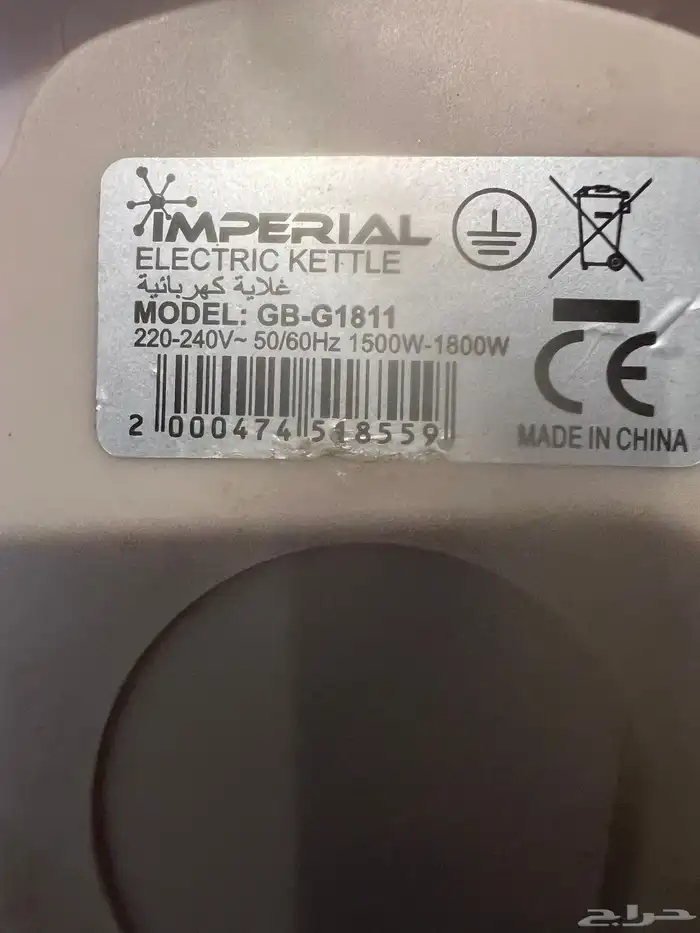 IMPERIAL
ELECTRIC KETTLE
غلاية كهربائية
MODEL: GB-G1811
220-240V~ 50/60Hz 1500W-1800W
2 000474 518559
CE
MADE IN CHINA
حراج